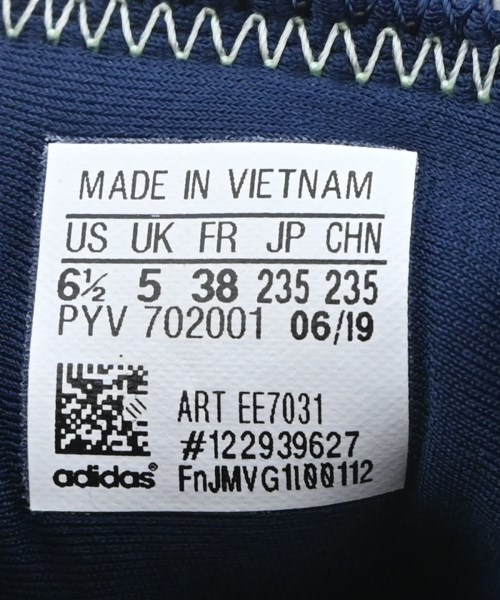 MADE IN VIETNAM
US UK FR JP CHN
6½ 5 38 235 235
PYV 702001 06/19
ART EE7031
#122939627
adidas FnJMVG1l00112